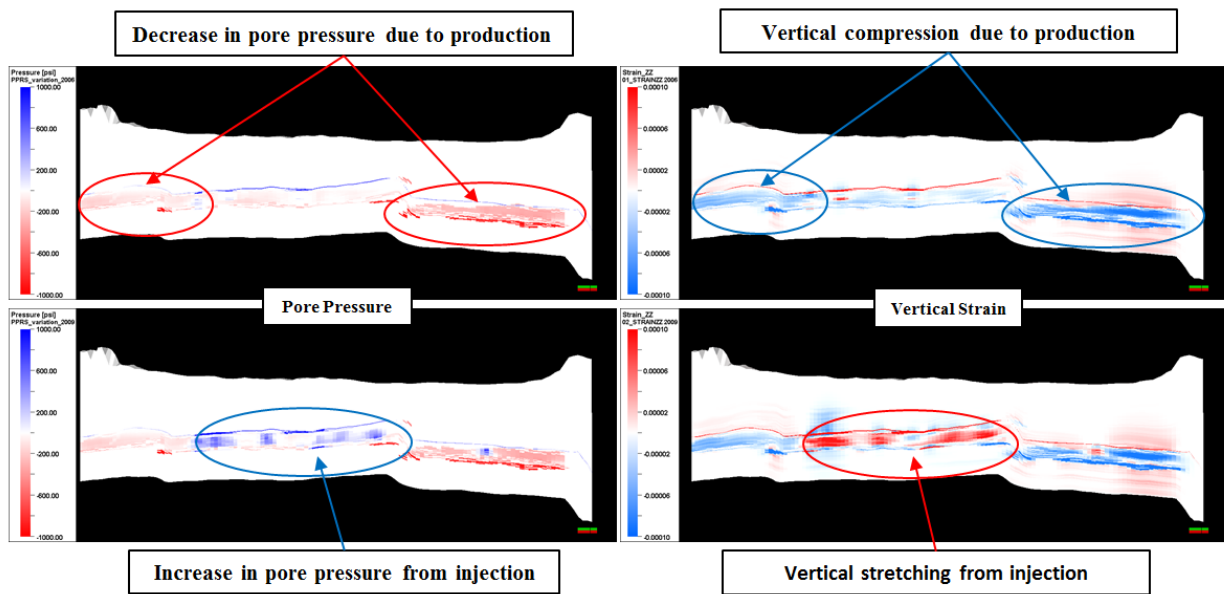 Decrease in pore pressure due to production
Vertical compression due to production
Pressure [psi]
PPRS_variation_2006
1000.00
600.00
200.00
-200.00
-600.00
-1000.00
Strain_ZZ
01_STRAINZZ 2006
0.00010
0.00006
0.00002
-0.00002
-0.00006
-0.00010
Pore Pressure
Vertical Strain
Pressure [psi]
PPRS_variation_2009
1000.00
600.00
200.00
-200.00
-600.00
-1000.00
Strain_ZZ
02_STRAINZZ 2009
0.00010
0.00006
0.00002
-0.00002
-0.00006
-0.00010
Increase in pore pressure from injection
Vertical stretching from injection